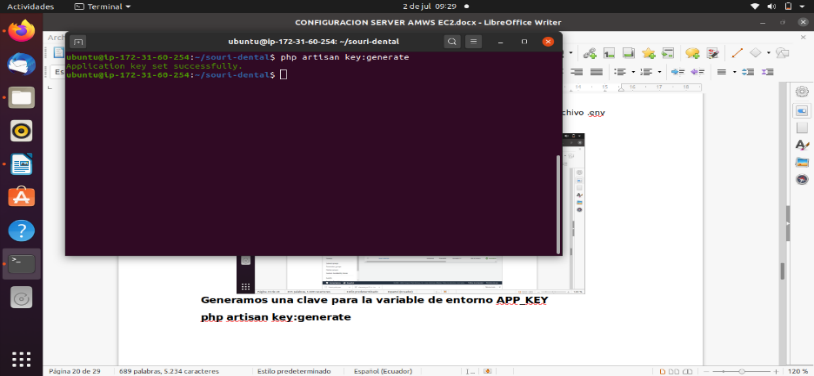 Actividades
Terminal
2 de jul 09:29
CONFIGURACION SERVER AMWS EC2.docx - LibreOffice Writer
ubuntu@ip-172-31-60-254: ~/souri-dental
ubuntu@ip-172-31-60-254:~/souri-dental$ php artisan key:generate
Application key set successfully.
ubuntu@ip-172-31-60-254:~/souri-dental$
chivo .env
Generamos una clave para la variable de entorno APP_KEY
php artisan key:generate
Página 20 de 29
689 palabras, 5.234 caracteres
Estilo predeterminado
Español (Ecuador)
120 %